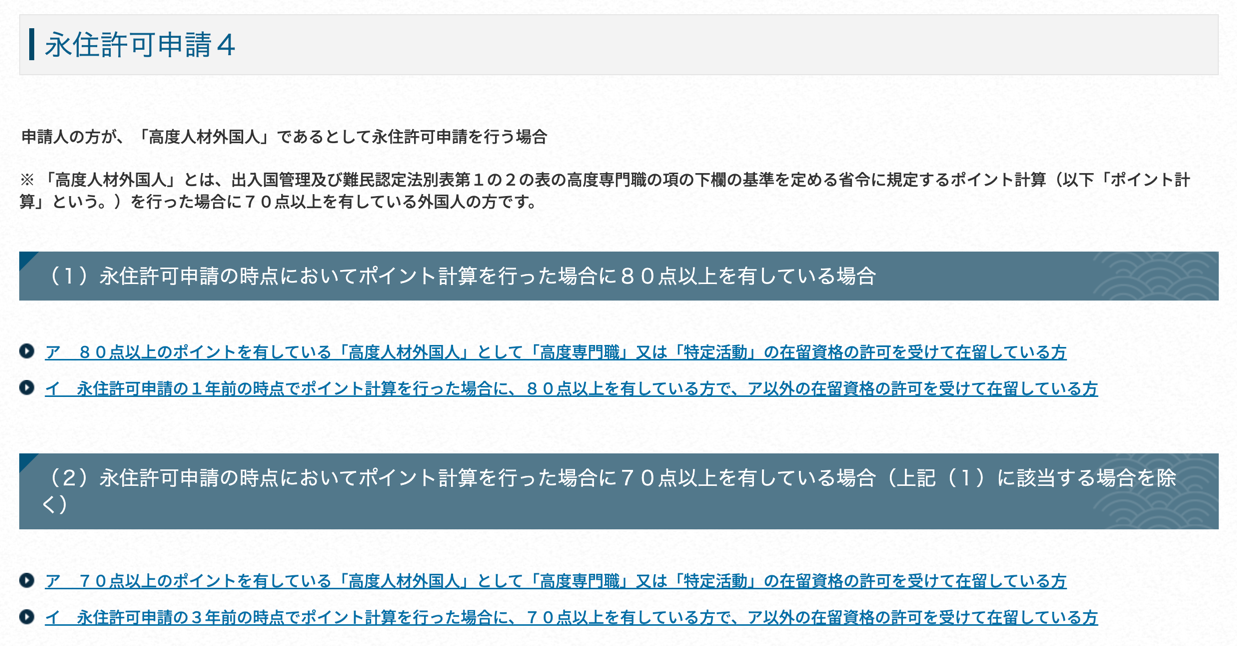 永住許可申請４
申請人の方が、「高度人材外国人」であるとして永住許可申請を行う場合
※ 「高度人材外国人」とは、出入国管理及び難民認定法別表第１の２の表の高度専門職の項の下欄の基準を定める省令に規定するポイント計算（以下「ポイント計
算」という。）を行った場合に７０点以上を有している外国人の方です。
（１）永住許可申請の時点においてポイント計算を行った場合に８０点以上を有している場合
ア　８０点以上のポイントを有している「高度人材外国人」として「高度専門職」又は「特定活動」の在留資格の許可を受けて在留している方
イ　永住許可申請の１年前の時点でポイント計算を行った場合に、８０点以上を有している方で、ア以外の在留資格の許可を受けて在留している方
（２）永住許可申請の時点においてポイント計算を行った場合に７０点以上を有している場合（上記（１）に該当する場合を除
く）
ア　７０点以上のポイントを有している「高度人材外国人」として「高度専門職」又は「特定活動」の在留資格の許可を受けて在留している方
イ　永住許可申請の３年前の時点でポイント計算を行った場合に、７０点以上を有している方で、ア以外の在留資格の許可を受けて在留している方